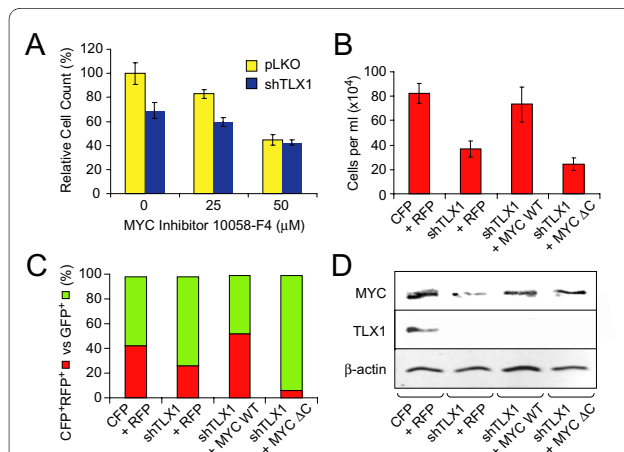 A
Relative Cell Count (%)
120
100
80
60
40
20
0
pLKO
shTLX1
0 25 50
MYC Inhibitor 10058-F4 (μM)
B
Cells per ml (x10⁴)
100
80
60
40
20
0
CFP + RFP
shTLX1 + RFP
shTLX1 + MYC WT
shTLX1 + MYC ΔC
C
CFP⁺RFP⁺ vs GFP⁺ (%)
100
80
60
40
20
0
CFP + RFP
shTLX1 + RFP
shTLX1 + MYC WT
shTLX1 + MYC ΔC
D
MYC
TLX1
β-actin
CFP + RFP
shTLX1 + RFP
shTLX1 + MYC WT
shTLX1 + MYC ΔC